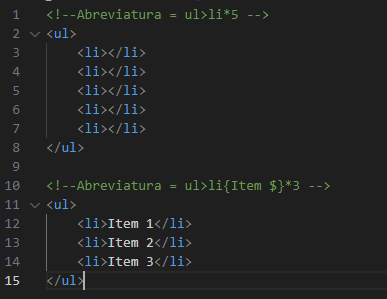 1 <!--Abreviatura = ul>li*5 -->
2 <ul>
3     <li></li>
4     <li></li>
5     <li></li>
6     <li></li>
7     <li></li>
8 </ul>
9
10 <!--Abreviatura = ul>li{Item $}*3 -->
11 <ul>
12     <li>Item 1</li>
13     <li>Item 2</li>
14     <li>Item 3</li>
15 </ul>